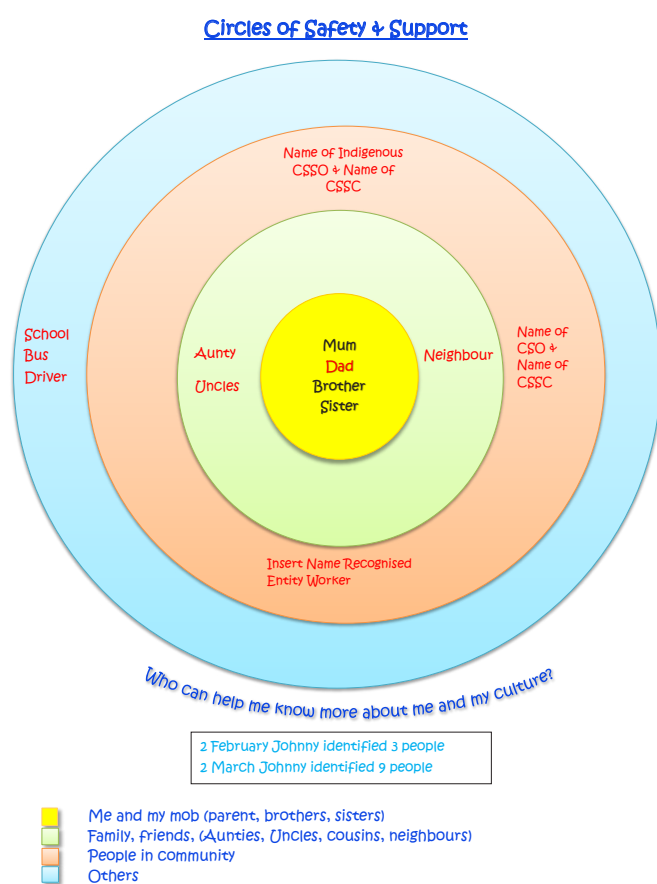 Circles of Safety & Support
Name of Indigenous
CSSO & Name of
CSSC
School
Bus
Driver
Aunty
Uncles
Mum
Dad
Brother
Sister
Neighbour
Name of
CSO &
Name of
CSSC
Insert Name Recognised
Entity Worker
Who can help me know more about me and my culture?
2 February Johnny identified 3 people
2 March Johnny identified 9 people
Me and my mob (parent, brothers, sisters)
Family, friends, (Aunties, Uncles, cousins, neighbours)
People in community
Others